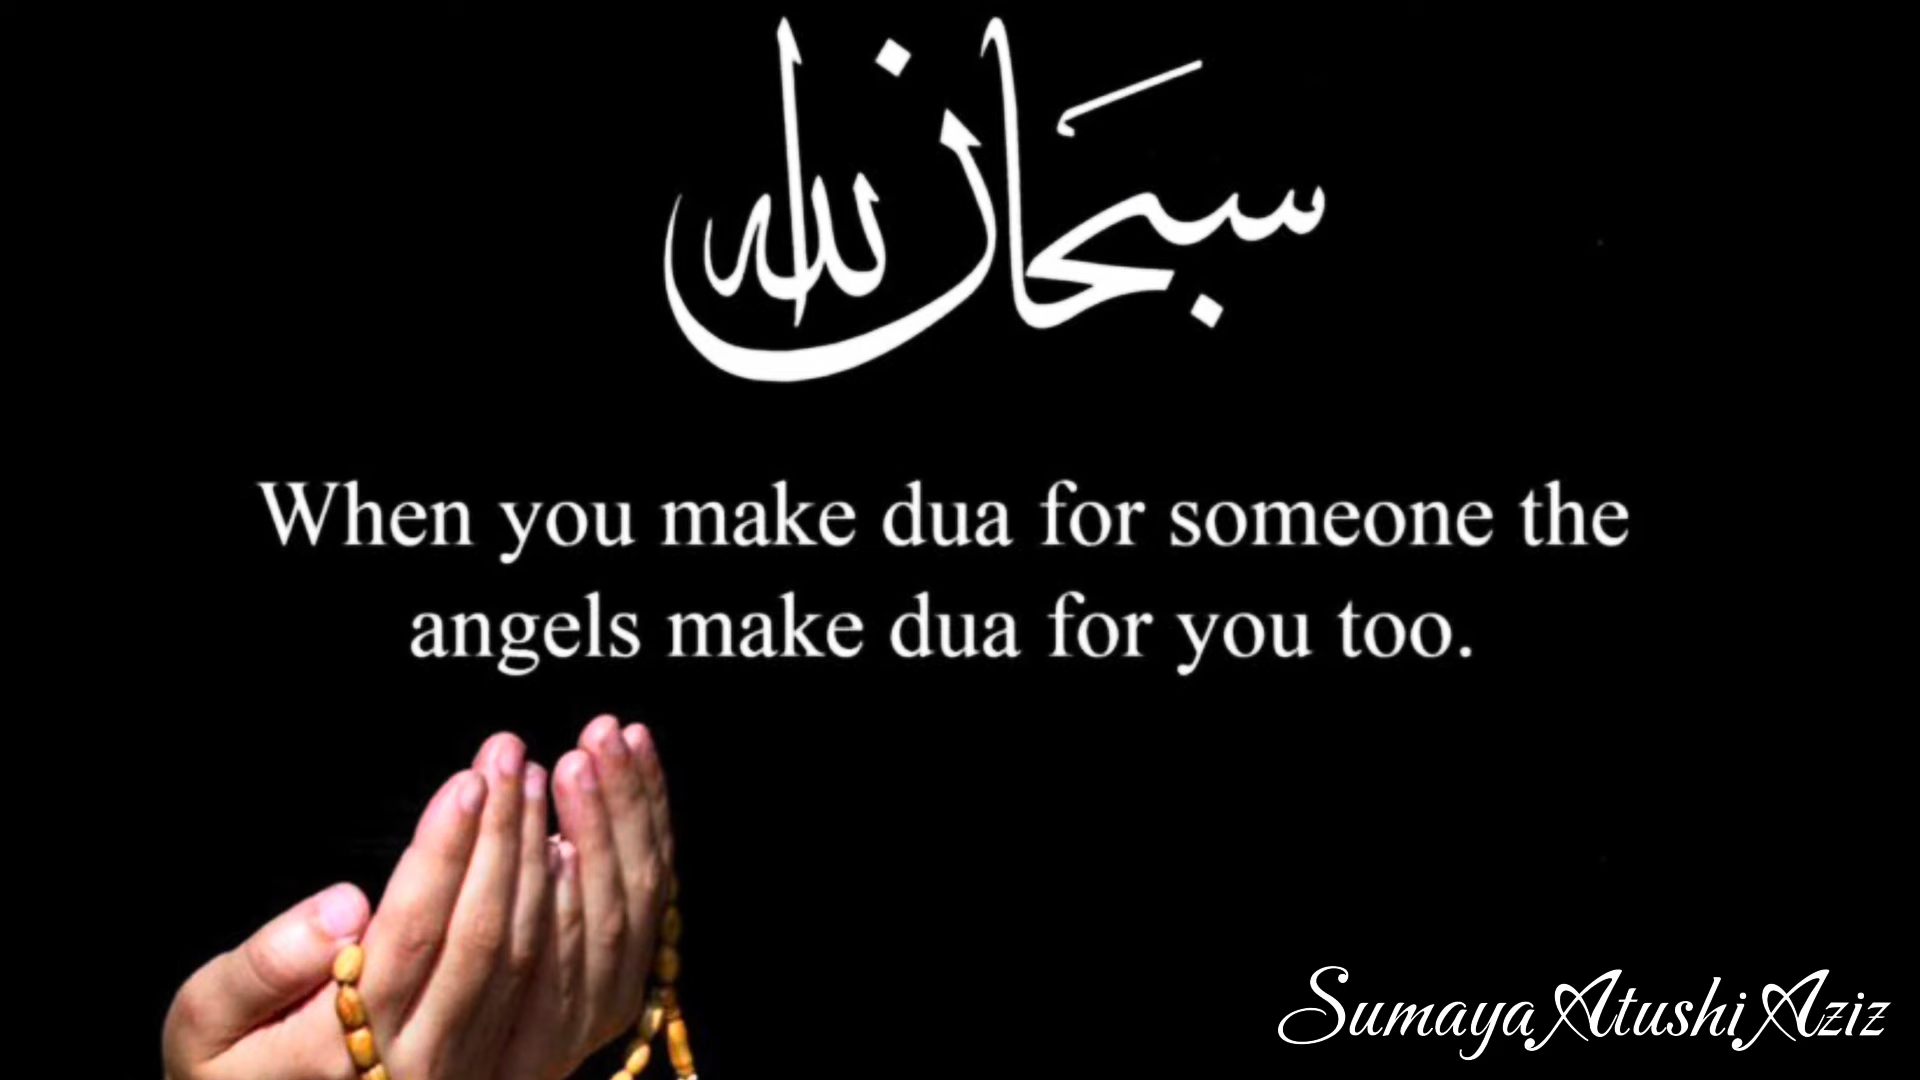 سبحان الله
When you make dua for someone the
angels make dua for you too.
Sumaya Atushi Aziz